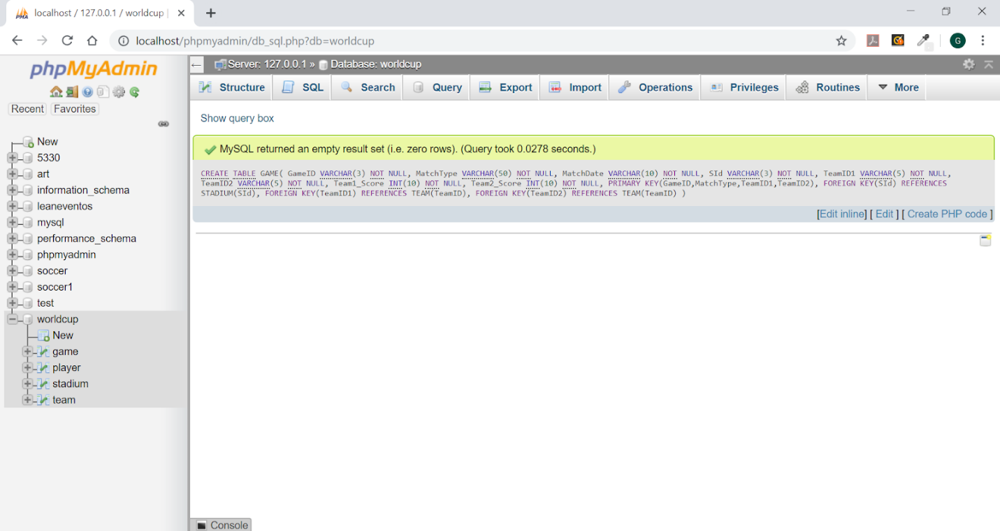 localhost / 127.0.0.1 / worldcup |
localhost/phpmyadmin/db_sql.php?db=worldcup
G
phpMyAdmin
Recent Favorites
New
5330
art
information_schema
leaneventos
mysql
performance_schema
phpmyadmin
soccer
soccer1
test
worldcup
New
game
player
stadium
team
Server: 127.0.0.1 » Database: worldcup
Structure SQL Search Query Export Import Operations Privileges Routines More
Show query box
MySQL returned an empty result set (i.e. zero rows). (Query took 0.0278 seconds.)
CREATE TABLE GAME( GameID VARCHAR(3) NOT NULL, MatchType VARCHAR(50) NOT NULL, MatchDate VARCHAR(10) NOT NULL, SId VARCHAR(3) NOT NULL, TeamID1 VARCHAR(5) NOT NULL,
TeamID2 VARCHAR(5) NOT NULL, Team1_Score INT(10) NOT NULL, Team2_Score INT(10) NOT NULL, PRIMARY KEY(GameID,MatchType,TeamID1,TeamID2), FOREIGN KEY(SId) REFERENCES
STADIUM(SId), FOREIGN KEY(TeamID1) REFERENCES TEAM(TeamID), FOREIGN KEY(TeamID2) REFERENCES TEAM(TeamID) )
[Edit inline] [ Edit ] [ Create PHP code ]
Console